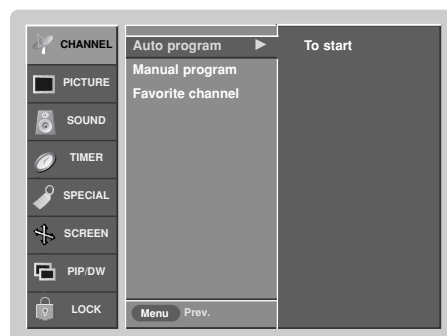 CHANNEL
PICTURE
SOUND
TIMER
SPECIAL
SCREEN
PIP/DW
LOCK
Auto program
Manual program
Favorite channel
Menu Prev.
To start